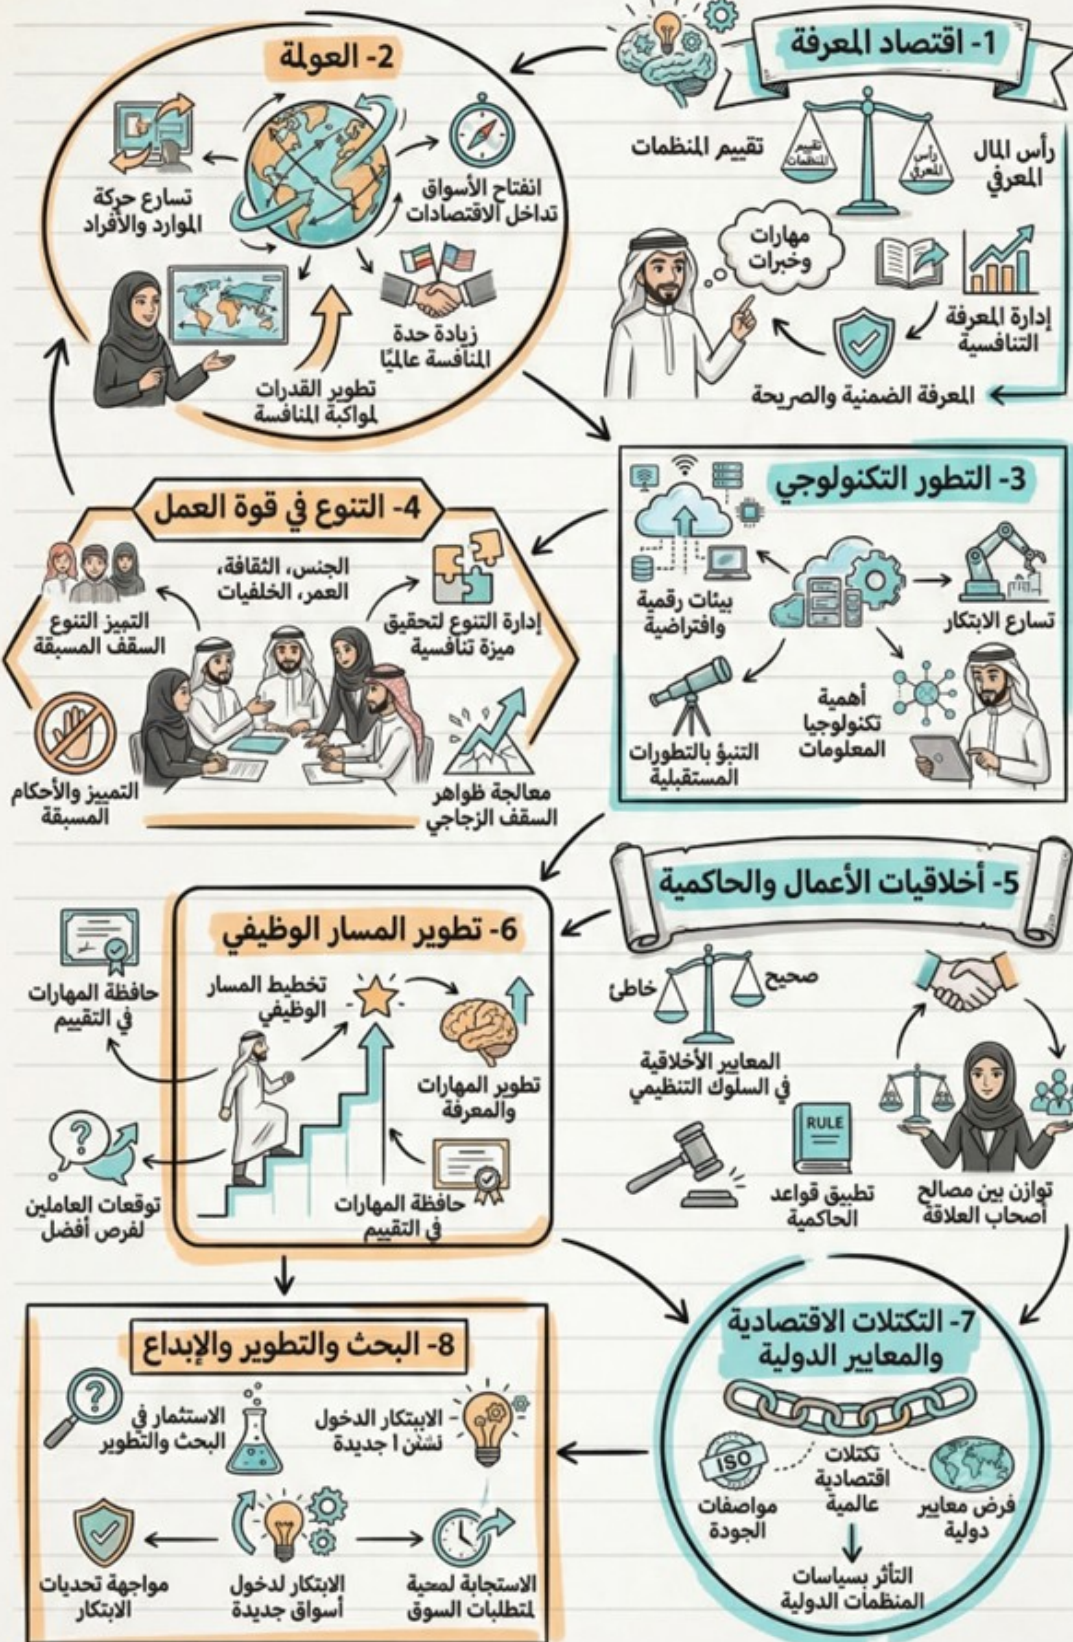 1- اقتصاد المعرفة
رأس المال
المعرفي
تقييم المنظمات
تقييم
المنظمات
رأس
المال
المعرفي
مهارات
وخبرات
إدارة المعرفة
التنافسية
المعرفة الضمنية والصريحة
2- العولمة
انفتاح الأسواق
تداخل الاقتصادات
تسارع حركة
الموارد والأفراد
زيادة حدة
المنافسة عالميًا
تطوير القدرات
لمواكبة المنافسة
3- التطور التكنولوجي
بيئات رقمية
وافتراضية
تسارع الابتكار
أهمية
تكنولوجيا
المعلومات
التنبؤ بالتطورات
المستقبلية
4- التنوع في قوة العمل
الجنس، الثقافة،
العمر، الخلفيات
إدارة التنوع لتحقيق
ميزة تنافسية
التميز التنوع
السقف المسبقة
معالجة ظواهر
السقف الزجاجي
التمييز والأحكام
المسبقة
5- أخلاقيات الأعمال والحاكمية
صحيح
خاطئ
المعايير الأخلاقية
في السلوك التنظيمي
RULE
تطبيق قواعد
الحاكمية
توازن بين مصالح
أصحاب العلاقة
6- تطوير المسار الوظيفي
تخطيط المسار
الوظيفي
تطوير المهارات
والمعرفة
حافظة المهارات
في التقييم
حافظة المهارات
في التقييم
توقعات العاملين
لفرص أفضل
7- التكتلات الاقتصادية
والمعايير الدولية
ISO
تكتلات
اقتصادية
عالمية
فرض معايير
دولية
مواصفات
الجودة
التأثر بسياسات
المنظمات الدولية
8- البحث والتطوير والإبداع
الدخول
جديدة
الاستثمار في
البحث والتطوير
الاستجابة
لمتطلبات السوق
الابتكار لدخول
أسواق جديدة
مواجهة تحديات
الابتكار